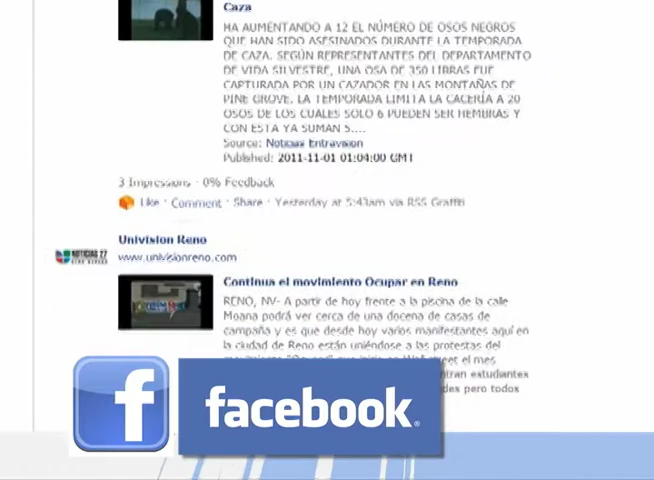 Caza
HA AUMENTANDO A 12 EL NÚMERO DE OSOS NEGROS
QUE HAN SIDO ASESINADOS DURANTE LA TEMPORADA
DE CAZA. SEGÚN REPRESENTANTES DEL DEPARTAMENTO
DE VIDA SILVESTRE, UNA OSA DE 350 LIBRAS FUE
CAPTURADA POR UN CAZADOR EN LAS MONTAÑAS DE
PINE GROVE. LA TEMPORADA LIMITA LA CACERÍA A 20
OSOS DE LOS CUALES SOLO 6 PUEDEN SER HEMBRAS Y
CON ESTA YA SUMAN 5....
Source: Noticias Entravision
Published: 2011-11-01 01:04:00 GMT
3 Impressions · 0% Feedback
Like · Comment · Share · Yesterday at 5:43am via RSS Graffiti
Univision Reno
NOTICIAS 27
www.univisionreno.com
Continua el movimiento Ocupar en Reno
RENO, NV- A partir de hoy frente a la piscina de la calle
Moana podrá ver cerca de una docena de casas de
campaña y es que desde hoy varios manifestantes aquí en
la ciudad de Reno están uniéndose a las protestas del
el mes
estudiantes
pero todos
f
facebook®